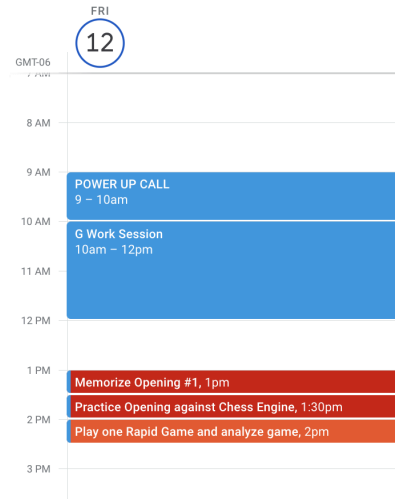 FRI
12
GMT-06
7 AM
8 AM
9 AM
POWER UP CALL
9 – 10am
10 AM
G Work Session
10am – 12pm
11 AM
12 PM
1 PM
Memorize Opening #1, 1pm
Practice Opening against Chess Engine, 1:30pm
2 PM
Play one Rapid Game and analyze game, 2pm
3 PM